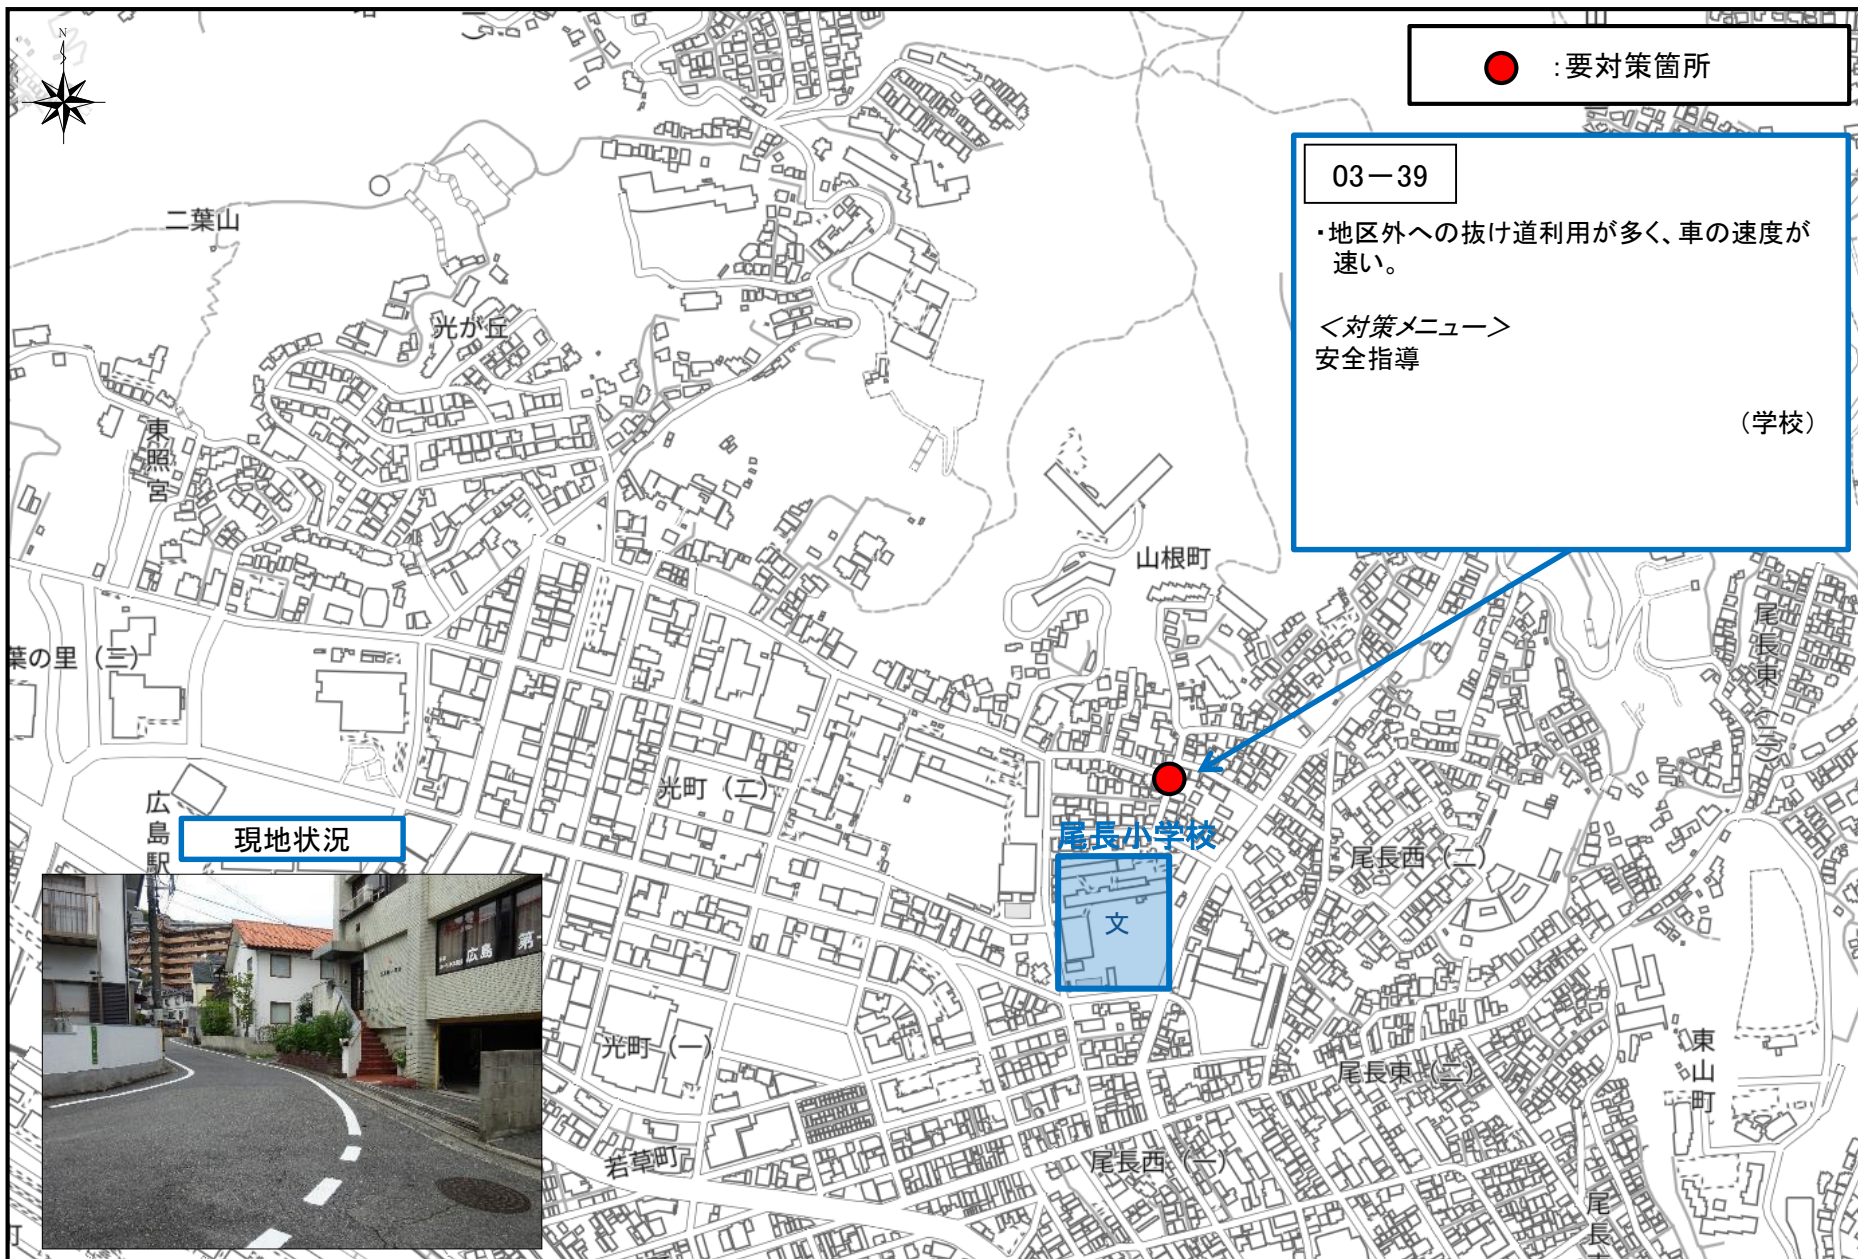 N
:要対策箇所
03-39
・地区外への抜け道利用が多く、車の速度が
速い。
<対策メニュー>
安全指導
(学校)
二葉山
光が丘
東照宮
山根町
尾長東(三)
葉の里(三)
光町(二)
広島駅
現地状況
尾長小学校
文
尾長西(二)
広島
第
光町(一)
尾長東(二)
東山町
若草町
尾長西(一)
尾長
町